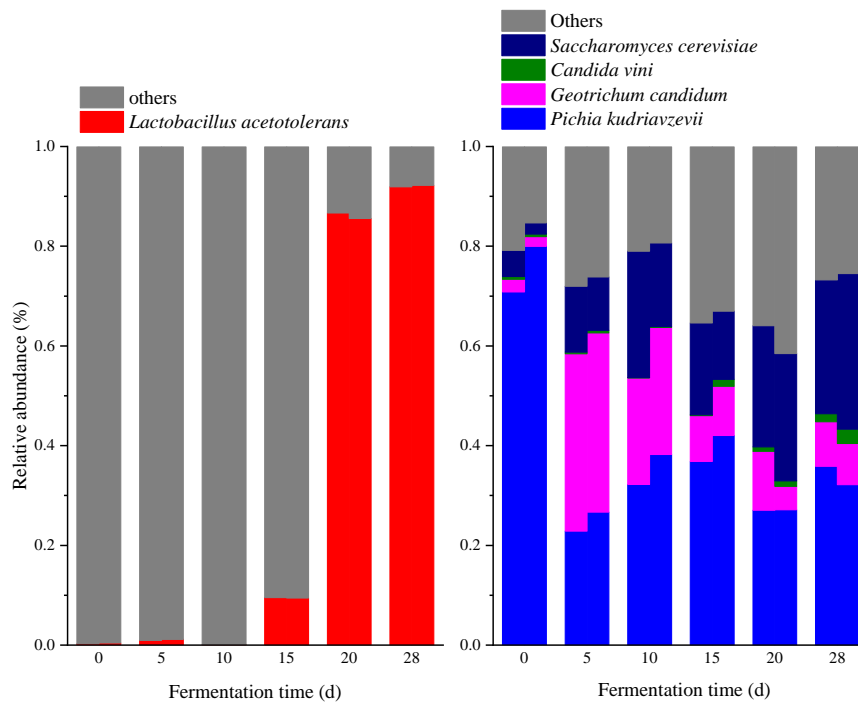 others
Lactobacillus acetotolerans
Others
Saccharomyces cerevisiae
Candida vini
Geotrichum candidum
Pichia kudriavzevii
Relative abundance (%)
1.0
0.8
0.6
0.4
0.2
0.0
0 5 10 15 20 28
Fermentation time (d)
1.0
0.8
0.6
0.4
0.2
0.0
0 5 10 15 20 28
Fermentation time (d)